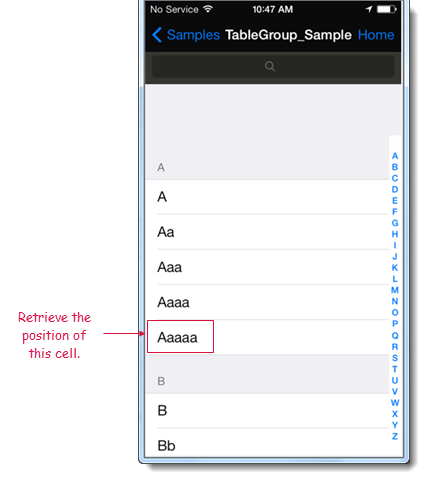 No Service 10:47 AM
Samples TableGroup_Sample Home
A
A
Aa
Aaa
Aaaa
Aaaaa
B
B
Bb
A
B
C
D
E
F
G
H
I
J
K
L
M
N
O
P
Q
R
S
T
U
V
W
X
Y
Z
Retrieve the
position of
this cell.